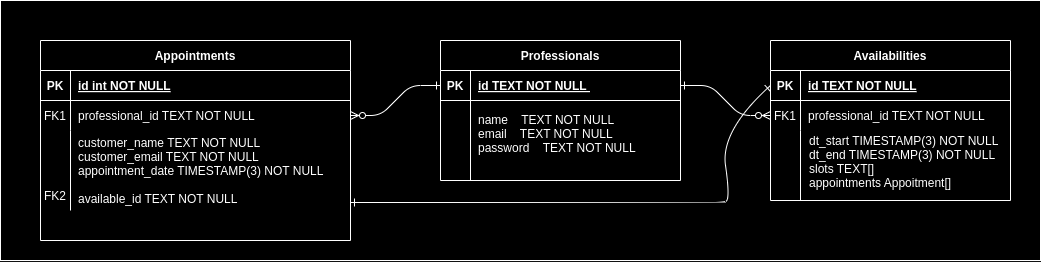 Appointments
PK id int NOT NULL
FK1 professional_id TEXT NOT NULL
customer_name TEXT NOT NULL
customer_email TEXT NOT NULL
appointment_date TIMESTAMP(3) NOT NULL
FK2 available_id TEXT NOT NULL
Professionals
PK id TEXT NOT NULL
name TEXT NOT NULL
email TEXT NOT NULL
password TEXT NOT NULL
Availabilities
PK id TEXT NOT NULL
FK1 professional_id TEXT NOT NULL
dt_start TIMESTAMP(3) NOT NULL
dt_end TIMESTAMP(3) NOT NULL
slots TEXT[]
appointments Appoitment[]